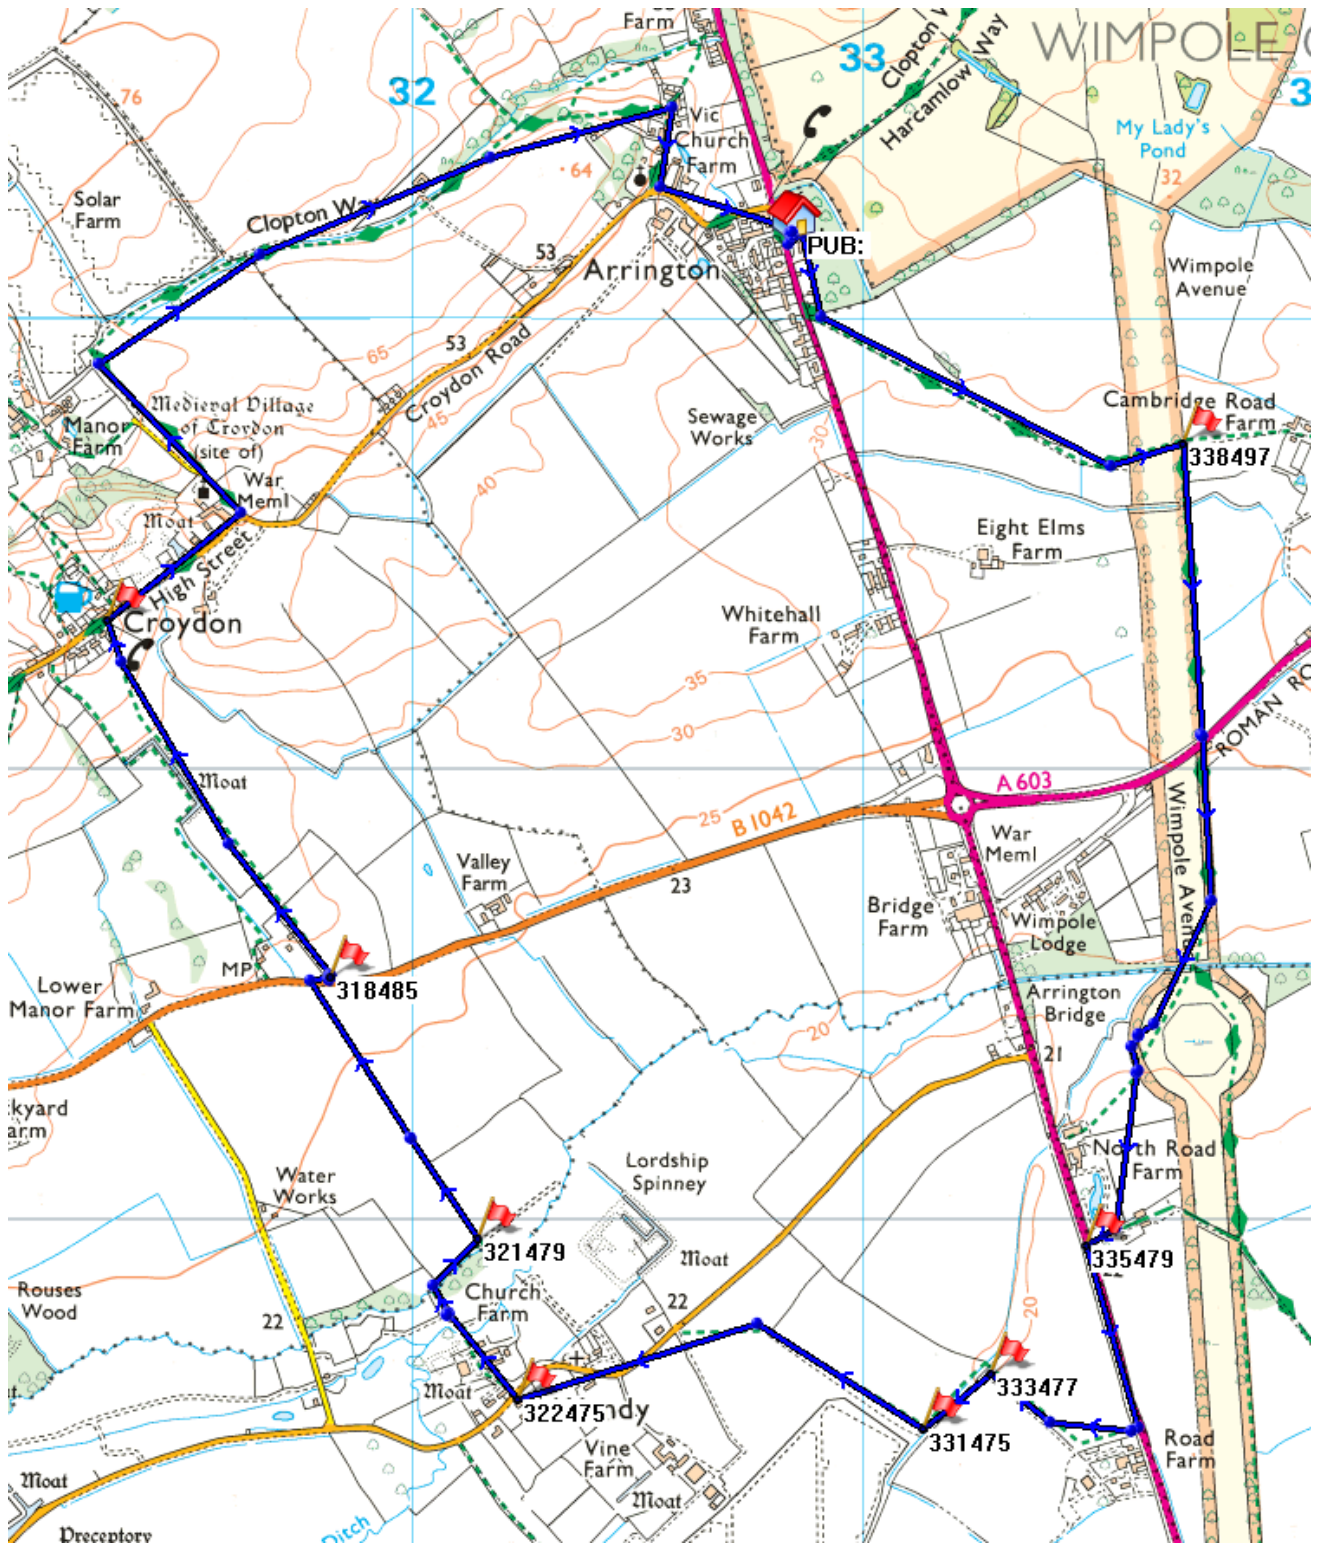 Farm
33
Clopton W
Harcamlow Way
WIMPOLE
32
76
3
Vic
Church
Farm
My Lady's
Pond
32
64
Solar
Farm
Clopton Wa
PUB:
53
Arrington
Wimpole
Avenue
53
Croydon Road
65
45
Medieval Village
of Croydon
(site of)
Manor
Farm
Sewage
Works
30
Cambridge Road
Farm
338497
War
Meml
40
Moat
High Street
Eight Elms
Farm
Croydon
Whitehall
Farm
35
30
ROMAN RO
Moat
A 603
25
B 1042
War
Meml
Wimpole Avenue
Valley
Farm
23
Bridge
Farm
Wimpole
Lodge
MP
318485
Lower
Manor Farm
Arrington
Bridge
20
21
kyard
arm
North Road
Farm
Water
Works
Lordship
Spinney
321479
Moat
335479
Rouses
Wood
Church
Farm
22
22
20
Moat
333477
322475
ndy
331475
Vine
Farm
Road
Farm
Moat
Moat
Preceptory
Ditch